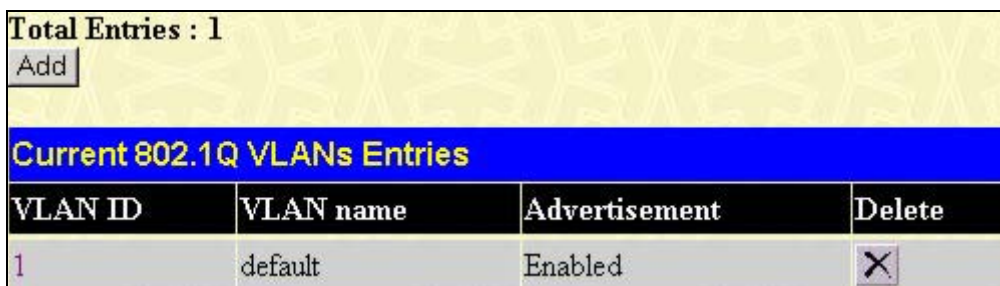 Total Entries : 1
Add
Current 802.1Q VLANs Entries
VLAN ID VLAN name Advertisement Delete
1 default Enabled X